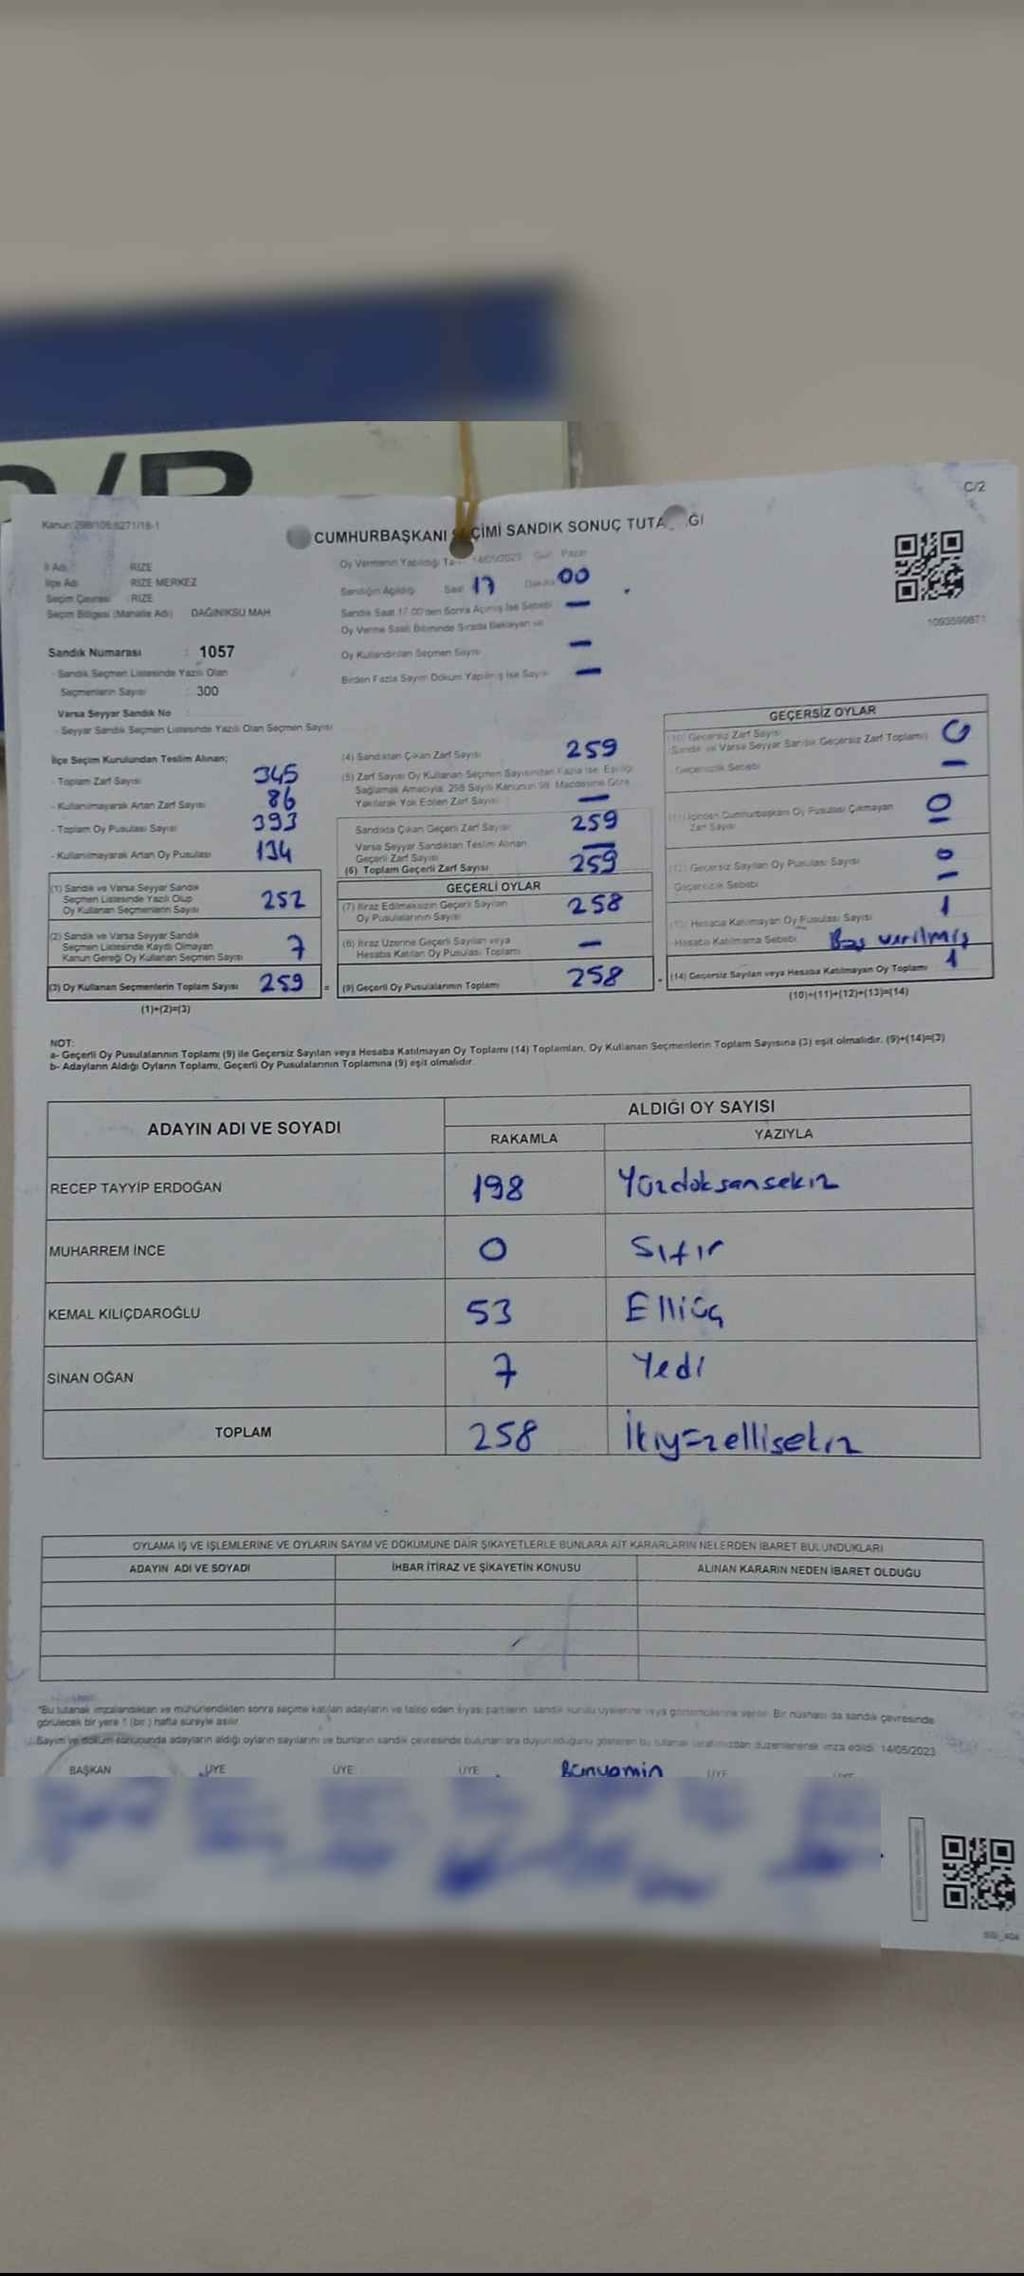 C/2
Kanun:298/106;6271/18-1
CUMHURBAŞKANI SEÇİMİ SANDIK SONUÇ TUTANAĞI
İl Adı RİZE
İlçe Adı RİZE MERKEZ
Seçim Çevresi RİZE
Seçim Bölgesi (Mahalle Adı) DAĞINIKSU MAH
Oy Vermenin Yapıldığı 14/05/2023 Gün Pazar
Sandığın Açıldığı Saat 17 Dakika 00
Sandık Saat 17.00'den Sonra Açılmış İse Sebebi —
Oy Verme Saati Bitiminde Sırada Bekleyen ve
Oy Kullandırılan Seçmen Sayısı —
Birden Fazla Sayım Döküm Yapılmış İse Sayısı —
1093599871
Sandık Numarası : 1057
- Sandık Seçmen Listesinde Yazılı Olan
Seçmenlerin Sayısı : 300
Varsa Seyyar Sandık No
- Seyyar Sandık Seçmen Listesinde Yazılı Olan Seçmen Sayısı
İlçe Seçim Kurulundan Teslim Alınan;
- Toplam Zarf Sayısı 345
- Kullanılmayarak Artan Zarf Sayısı 86
- Toplam Oy Pusulası Sayısı 393
- Kullanılmayarak Artan Oy Pusulası 134
(1) Sandık ve Varsa Seyyar Sandık
Seçmen Listesinde Yazılı Olup
Oy Kullanan Seçmenlerin Sayısı 252
(2) Sandık ve Varsa Seyyar Sandık
Seçmen Listesinde Kaydı Olmayan
Kanun Gereği Oy Kullanan Seçmen Sayısı 7
(3) Oy Kullanan Seçmenlerin Toplam Sayısı 259
(1)+(2)=(3)
(4) Sandıktan Çıkan Zarf Sayısı 259
(5) Zarf Sayısı Oy Kullanan Seçmen Sayısından Fazla İse, Eşitliği
Sağlamak Amacıyla, 298 Sayılı Kanunun 98. Maddesine Göre
Yakılarak Yok Edilen Zarf Sayısı —
Sandıkta Çıkan Geçerli Zarf Sayısı 259
Varsa Seyyar Sandıktan Teslim Alınan
Geçerli Zarf Sayısı —
(6) Toplam Geçerli Zarf Sayısı 259
GEÇERLİ OYLAR
(7) İtiraz Edilmeksizin Geçerli Sayılan
Oy Pusulalarının Sayısı 258
(8) İtiraz Üzerine Geçerli Sayılan veya
Hesaba Katılan Oy Pusulası Toplamı —
(9) Geçerli Oy Pusulalarının Toplamı 258
GEÇERSİZ OYLAR
(10) Geçersiz Zarf Sayısı
Sandık ve Varsa Seyyar Sandık Geçersiz Zarf Toplamı) 0
Geçersizlik Sebebi —
(11) İçinden Cumhurbaşkanı Oy Pusulası Çıkmayan
Zarf Sayısı 0
(12) Geçersiz Sayılan Oy Pusulası Sayısı 0
Geçersizlik Sebebi —
(13) Hesaba Katılmayan Oy Pusulası Sayısı 1
Hesaba Katılmama Sebebi Boş verilmiş
(14) Geçersiz Sayılan veya Hesaba Katılmayan Oy Toplamı 1
(10)+(11)+(12)+(13)=(14)
NOT:
a- Geçerli Oy Pusulalarının Toplamı (9) ile Geçersiz Sayılan veya Hesaba Katılmayan Oy Toplamı (14) Toplamları, Oy Kullanan Seçmenlerin Toplam Sayısına (3) eşit olmalıdır. (9)+(14)=(3)
b- Adayların Aldığı Oyların Toplamı, Geçerli Oy Pusulalarının Toplamına (9) eşit olmalıdır.
ADAYIN ADI VE SOYADI ALDIĞI OY SAYISI
RAKAMLA YAZIYLA
RECEP TAYYİP ERDOĞAN 198 Yüzdoksansekiz
MUHARREM İNCE 0 Sıfır
KEMAL KILIÇDAROĞLU 53 Elliüç
SİNAN OĞAN 7 Yedi
TOPLAM 258 İkiyüzellisekiz
OYLAMA İŞ VE İŞLEMLERİNE VE OYLARIN SAYIM VE DÖKÜMÜNE DAİR ŞİKAYETLERLE BUNLARA AİT KARARLARIN NELERDEN İBARET BULUNDUKLARI
ADAYIN ADI VE SOYADI İHBAR İTİRAZ VE ŞİKAYETİN KONUSU ALINAN KARARIN NEDEN İBARET OLDUĞU
*Bu tutanak imzalandıktan ve mühürlendikten sonra seçime katılan adayların ve talep eden siyasi partilerin sandık kurulu üyelerine veya gözlemcilerine verilir. Bir nüshası da sandık çevresinde
görülecek bir yere 1 (bir) hafta süreyle asılır.
Sayım ve döküm sonucunda adayların aldığı oyların sayılarını ve bunların sandık çevresinde bulunanlara duyurulduğunu gösteren bu tutanak tarafımızdan düzenlenerek imza edildi. 14/05/2023
BAŞKAN ÜYE ÜYE ÜYE Bünyamin ÜYE ÜYE